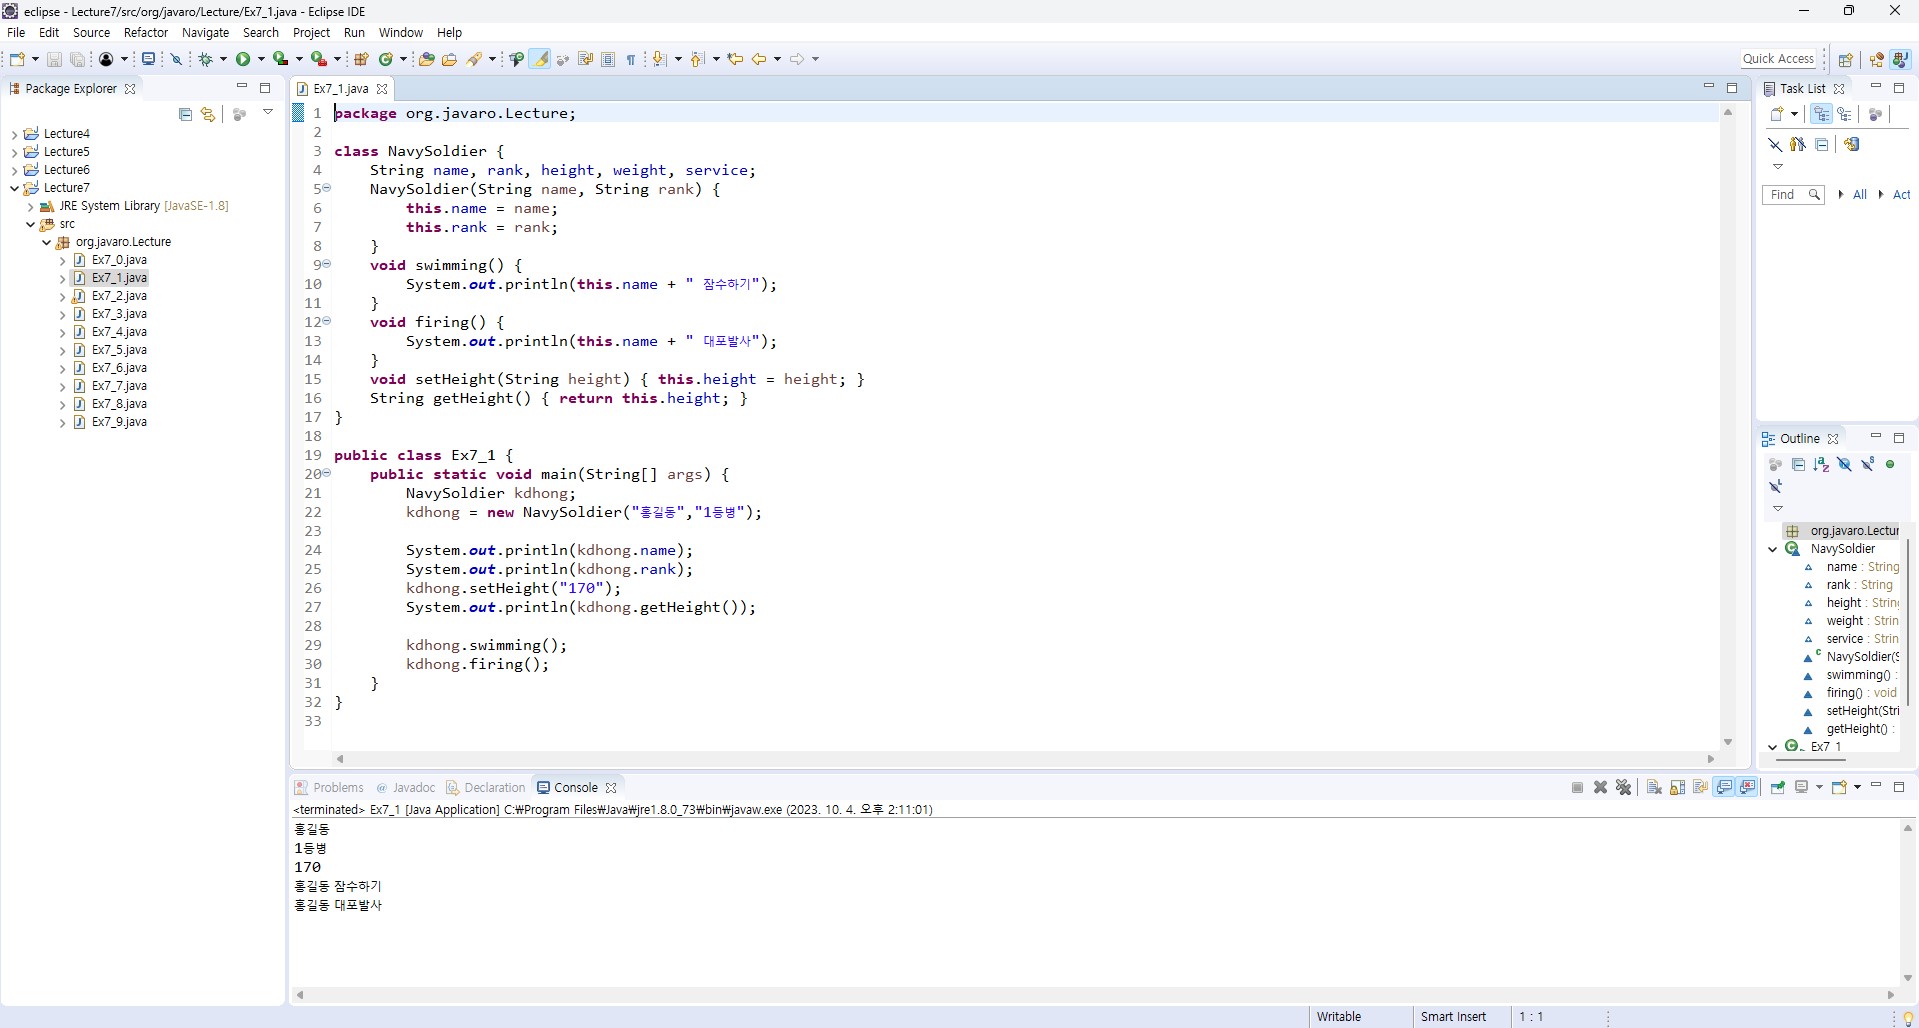 eclipse - Lecture7/src/org/javaro/Lecture/Ex7_1.java - Eclipse IDE
File Edit Source Refactor Navigate Search Project Run Window Help
Quick Access
Package Explorer
Lecture4
Lecture5
Lecture6
Lecture7
JRE System Library [JavaSE-1.8]
src
org.javaro.Lecture
Ex7_0.java
Ex7_1.java
Ex7_2.java
Ex7_3.java
Ex7_4.java
Ex7_5.java
Ex7_6.java
Ex7_7.java
Ex7_8.java
Ex7_9.java
Ex7_1.java
1 package org.javaro.Lecture;
2
3 class NavySoldier {
4 String name, rank, height, weight, service;
5 NavySoldier(String name, String rank) {
6 this.name = name;
7 this.rank = rank;
8 }
9 void swimming() {
10 System.out.println(this.name + " 잠수하기");
11 }
12 void firing() {
13 System.out.println(this.name + " 대포발사");
14 }
15 void setHeight(String height) { this.height = height; }
16 String getHeight() { return this.height; }
17 }
18
19 public class Ex7_1 {
20 public static void main(String[] args) {
21 NavySoldier kdhong;
22 kdhong = new NavySoldier("홍길동","1등병");
23
24 System.out.println(kdhong.name);
25 System.out.println(kdhong.rank);
26 kdhong.setHeight("170");
27 System.out.println(kdhong.getHeight());
28
29 kdhong.swimming();
30 kdhong.firing();
31 }
32 }
33
Task List
Find All Act
Outline
org.javaro.Lectur
NavySoldier
name : String
rank : String
height : String
weight : Strin
service : Strin
NavySoldier(S
swimming() :
firing() : void
setHeight(Stri
getHeight() :
Ex7_1
Problems @ Javadoc Declaration Console
<terminated> Ex7_1 [Java Application] C:₩Program Files₩Java₩jre1.8.0_73₩bin₩javaw.exe (2023. 10. 4. 오후 2:11:01)
홍길동
1등병
170
홍길동 잠수하기
홍길동 대포발사
Writable Smart Insert 1 : 1